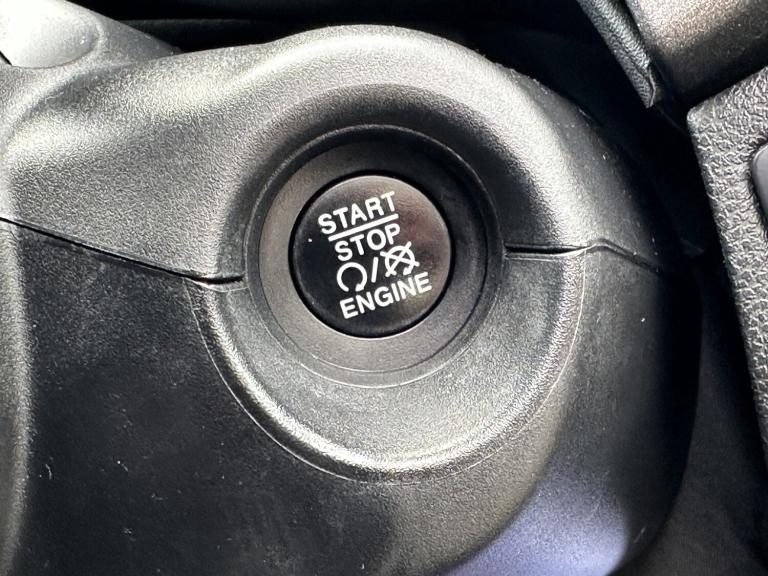 START
STOP
/
ENGINE